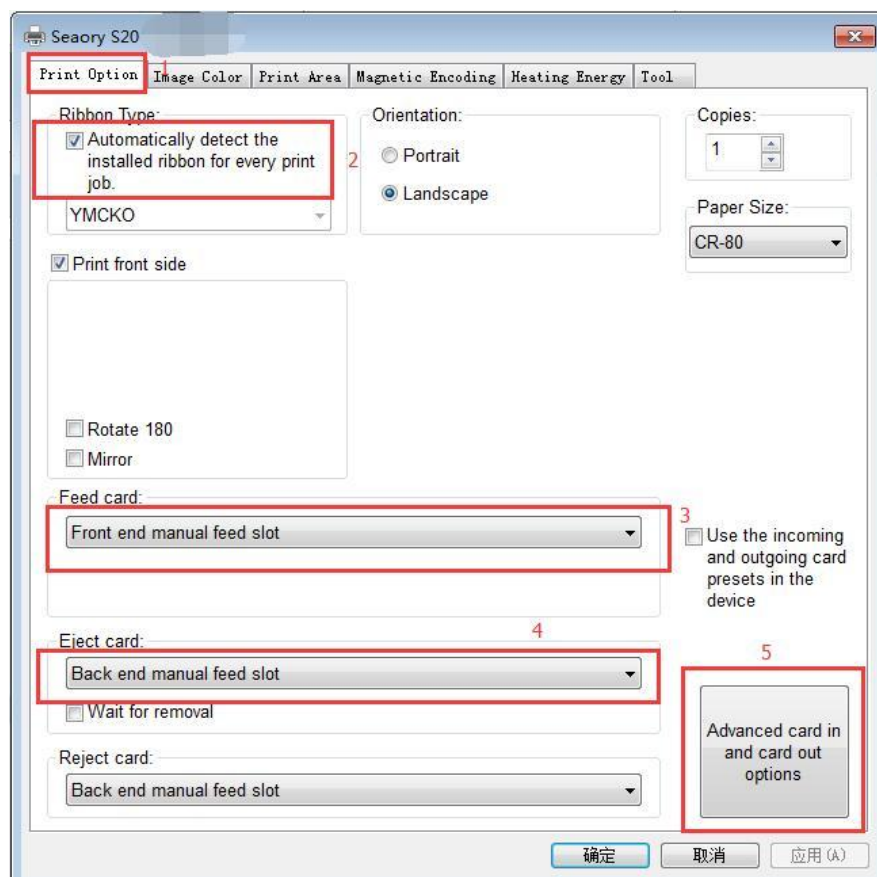 Seaory S20
1
Print Option
Image Color
Print Area
Magnetic Encoding
Heating Energy
Tool
Ribbon Type:
Automatically detect the
installed ribbon for every print
job.
2
YMCKO
Orientation:
Portrait
Landscape
Copies:
1
Paper Size:
CR-80
Print front side
Rotate 180
Mirror
Feed card:
Front end manual feed slot
3
Use the incoming
and outgoing card
presets in the
device
4
Eject card:
Back end manual feed slot
Wait for removal
5
Advanced card in
and card out
options
Reject card:
Back end manual feed slot
确定
取消
应用(A)